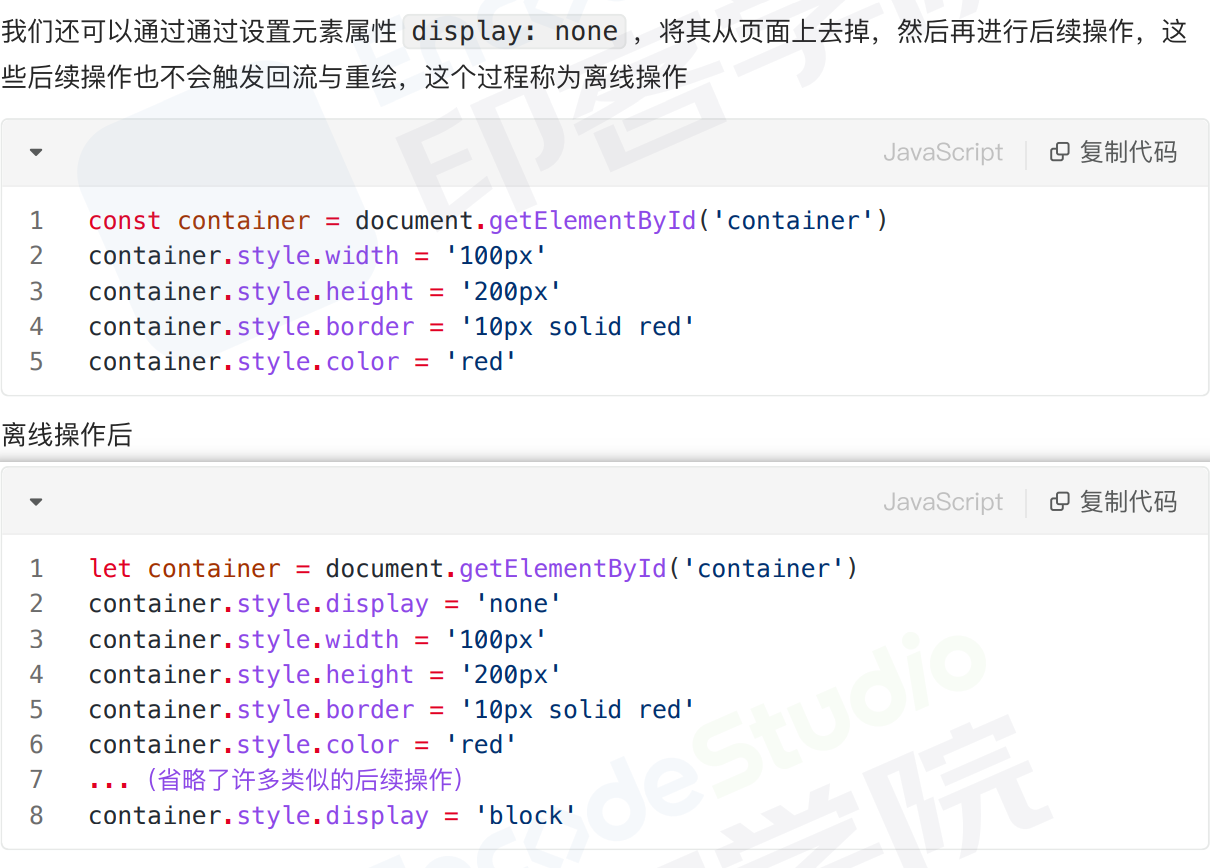 我们还可以通过通过设置元素属性 display: none ，将其从页面上去掉，然后再进行后续操作，这
些后续操作也不会触发回流与重绘，这个过程称为离线操作
JavaScript 复制代码
1 const container = document.getElementById('container')
2 container.style.width = '100px'
3 container.style.height = '200px'
4 container.style.border = '10px solid red'
5 container.style.color = 'red'
离线操作后
JavaScript 复制代码
1 let container = document.getElementById('container')
2 container.style.display = 'none'
3 container.style.width = '100px'
4 container.style.height = '200px'
5 container.style.border = '10px solid red'
6 container.style.color = 'red'
7 ...（省略了许多类似的后续操作）
8 container.style.display = 'block'